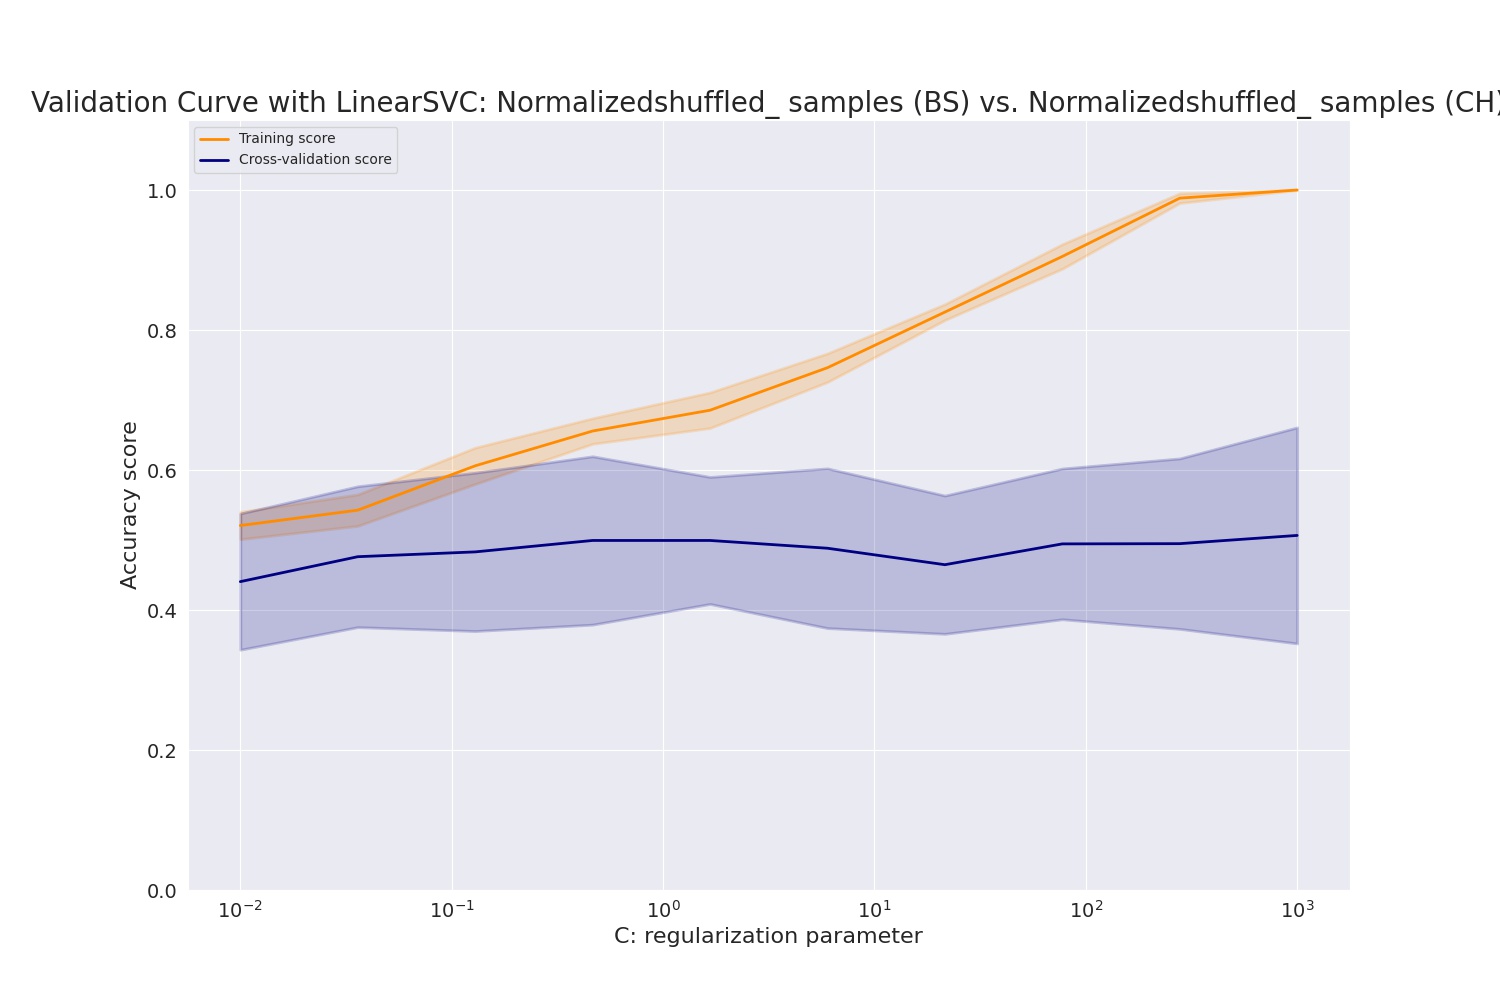 Validation Curve with LinearSVC: Normalizedshuffled_ samples (BS) vs. Normalizedshuffled_ samples (CH)
Training score
Cross-validation score
1.0
0.8
0.6
0.4
0.2
0.0
Accuracy score
10⁻² 10⁻¹ 10⁰ 10¹ 10² 10³
C: regularization parameter